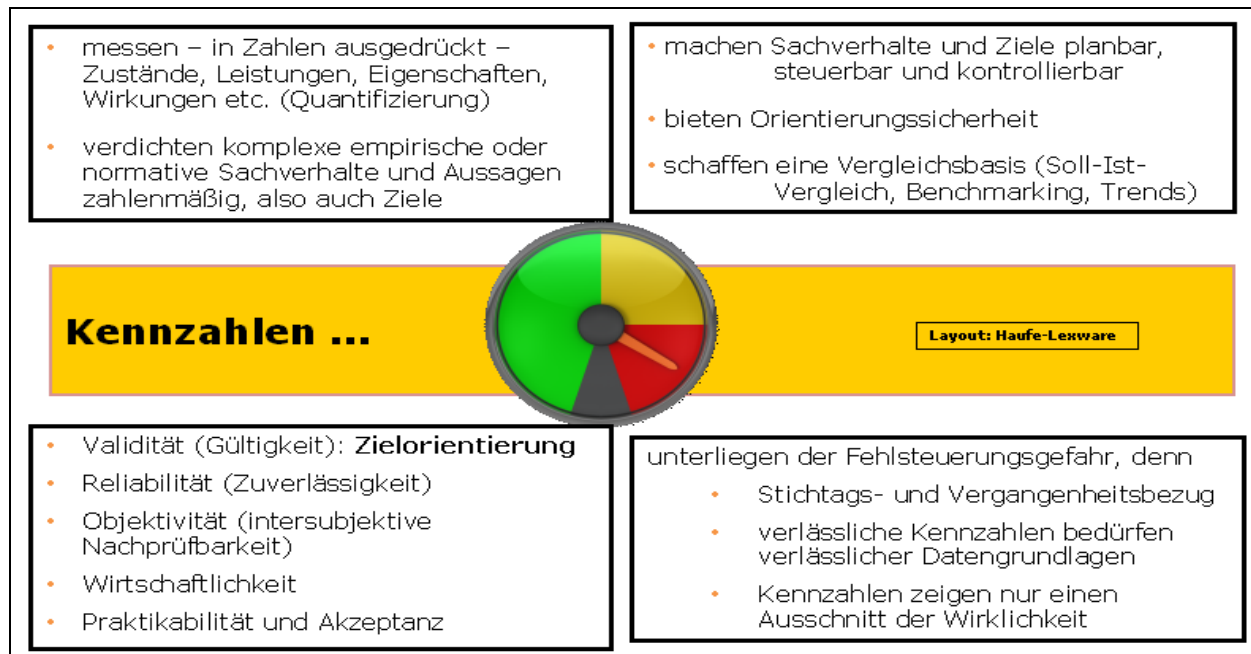 • messen – in Zahlen ausgedrückt –
Zustände, Leistungen, Eigenschaften,
Wirkungen etc. (Quantifizierung)
• verdichten komplexe empirische oder
normative Sachverhalte und Aussagen
zahlenmäßig, also auch Ziele
• machen Sachverhalte und Ziele planbar,
steuerbar und kontrollierbar
• bieten Orientierungssicherheit
• schaffen eine Vergleichsbasis (Soll-Ist-
Vergleich, Benchmarking, Trends)
Kennzahlen ...
Layout: Haufe-Lexware
• Validität (Gültigkeit): Zielorientierung
• Reliabilität (Zuverlässigkeit)
• Objektivität (intersubjektive
Nachprüfbarkeit)
• Wirtschaftlichkeit
• Praktikabilität und Akzeptanz
unterliegen der Fehlsteuerungsgefahr, denn
• Stichtags- und Vergangenheitsbezug
• verlässliche Kennzahlen bedürfen
verlässlicher Datengrundlagen
• Kennzahlen zeigen nur einen
Ausschnitt der Wirklichkeit